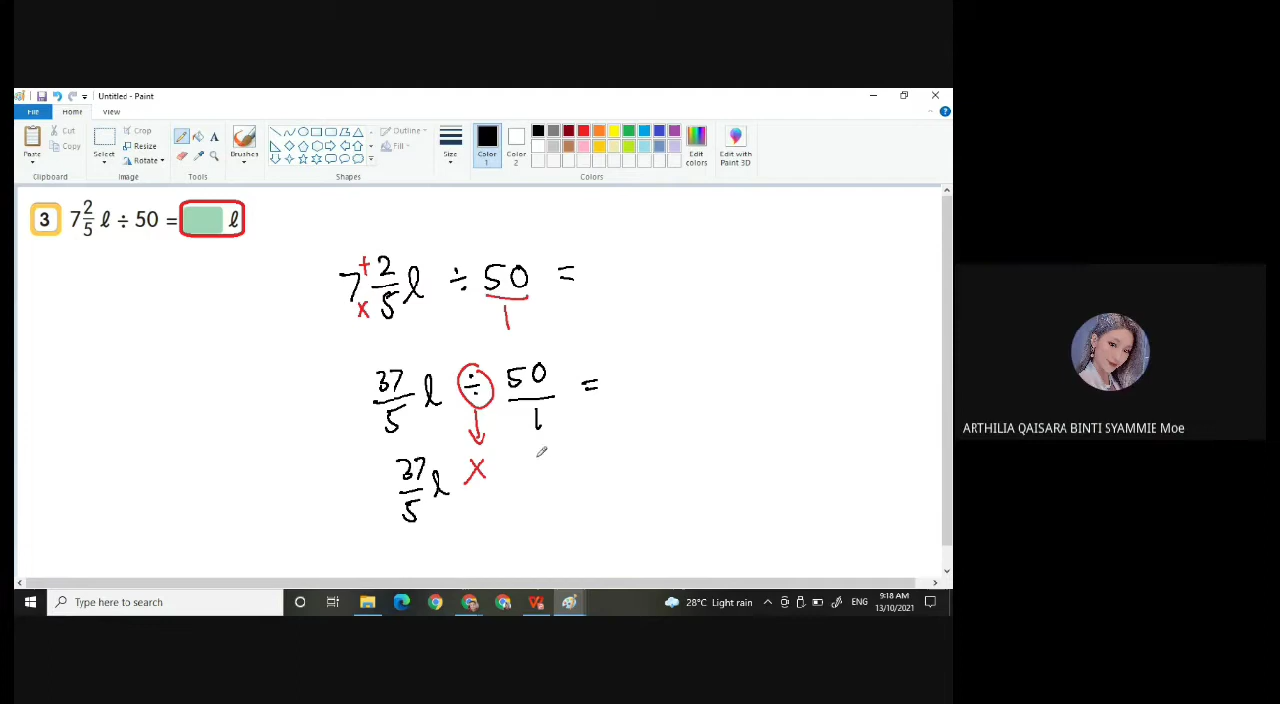 Untitled - Paint
File Home View
Paste Cut Copy
Select Crop Resize Rotate
A
Brushes
Outline Fill
Size
Color 1
Color 2
Edit colors
Edit with Paint 3D
Clipboard Image Tools Shapes Colors
3 7 2/5 ℓ ÷ 50 = ℓ
7 + 2/5 × ℓ ÷ 50/1 =
37/5 ℓ ÷ 50/1 =
37/5 ℓ ×
ARTHILIA QAISARA BINTI SYAMMIE Moe
Type here to search
28°C Light rain ENG 9:18 AM
13/10/2021